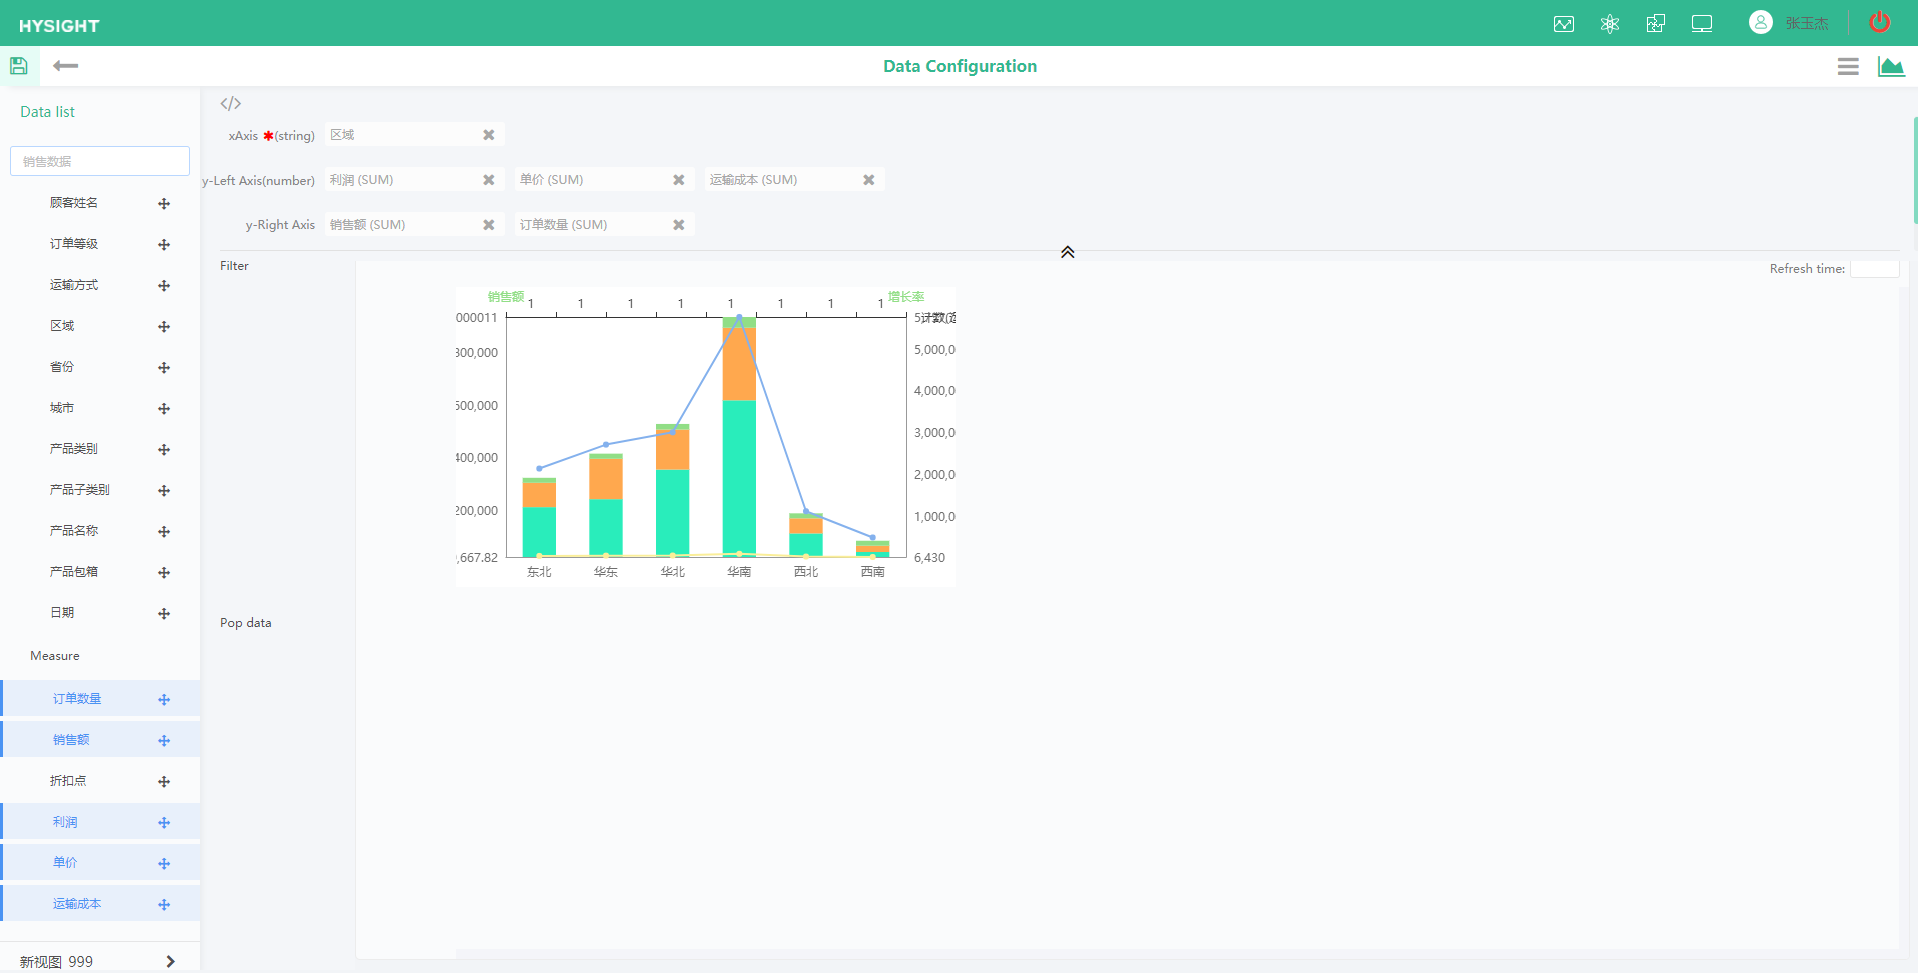 HYSIGHT
张玉杰
Data Configuration
Data list
销售数据
顾客姓名
订单等级
运输方式
区域
省份
城市
产品类别
产品子类别
产品名称
产品包箱
日期
Measure
订单数量
销售额
折扣点
利润
单价
运输成本
新视图_999
</>
xAxis ✱(string) 区域
y-Left Axis(number) 利润 (SUM) 单价 (SUM) 运输成本 (SUM)
y-Right Axis 销售额 (SUM) 订单数量 (SUM)
Filter
Refresh time:
销售额 1 1 1 1 1 1 1 1 增长率
000011
300,000 5,000,0
500,000 4,000,0
3,000,0
400,000 2,000,0
200,000 1,000,0
,667.82 6,430
东北 华东 华北 华南 西北 西南
Pop data